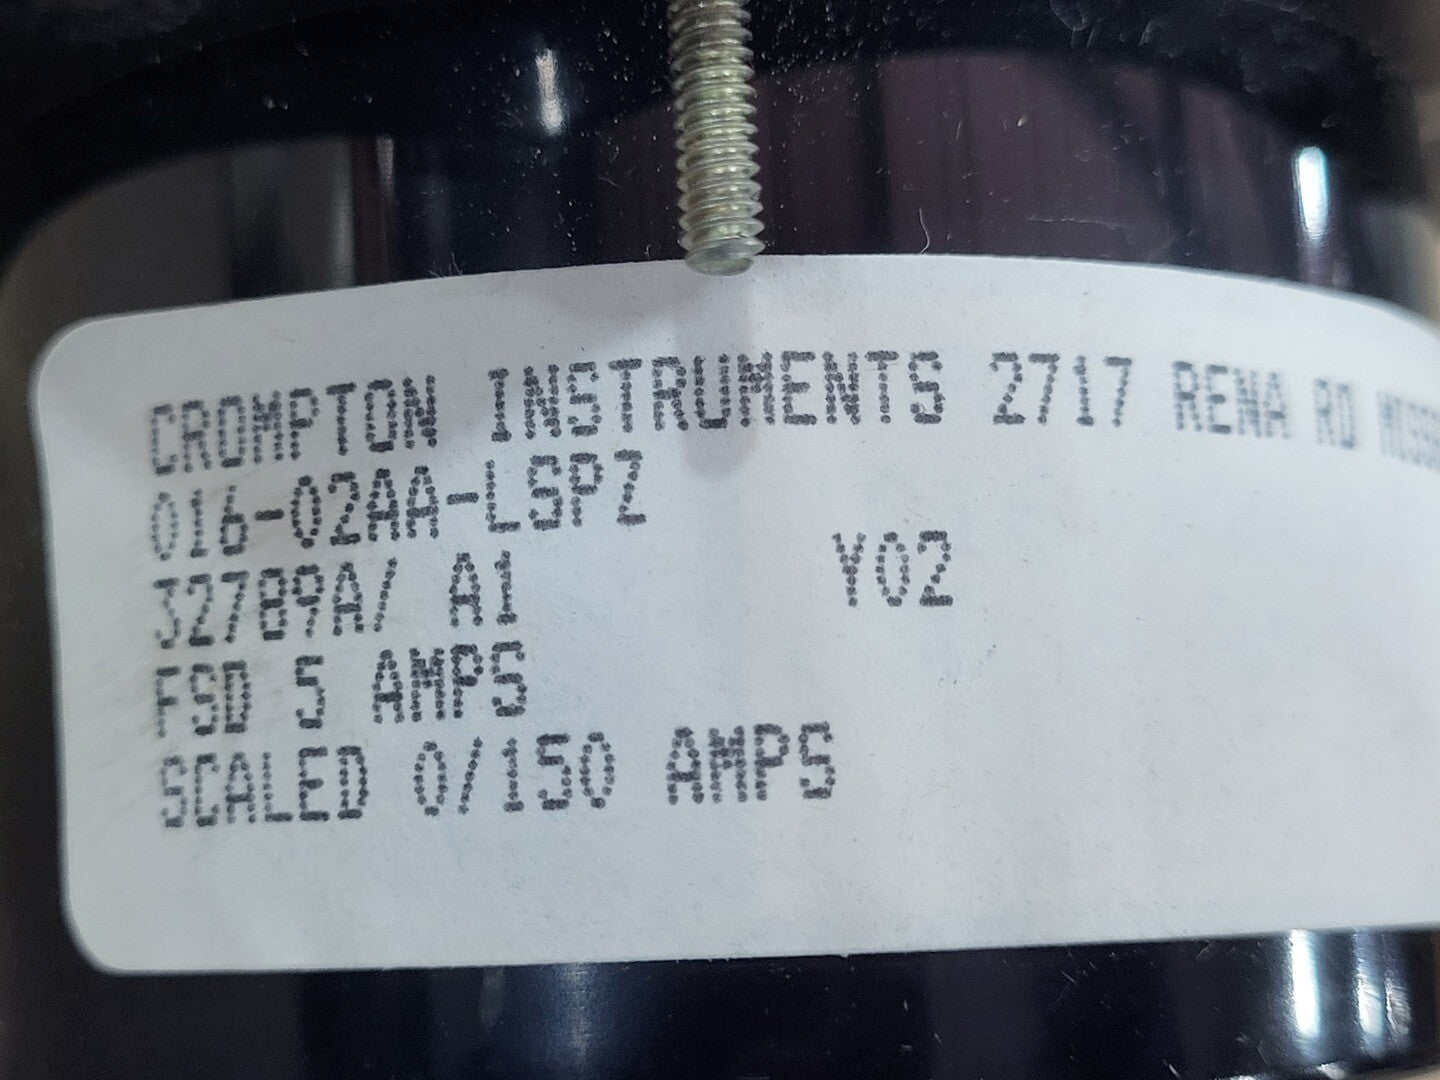 CROMPTON INSTRUMENTS 2717 RENA RD
016-02AA-LSPZ
32789A/ A1 Y02
FSD 5 AMPS
SCALED 0/150 AMPS